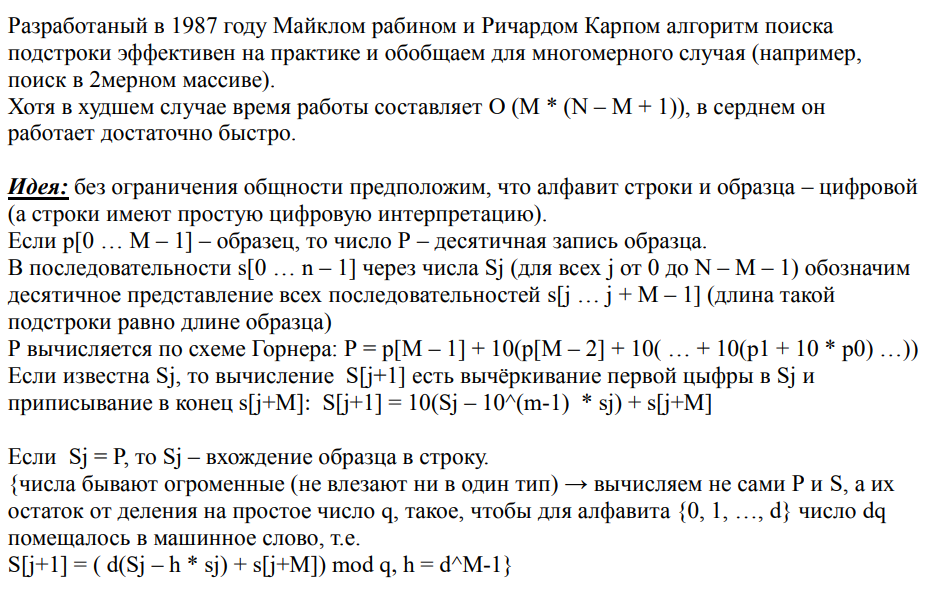 Разработаный в 1987 году Майклом рабином и Ричардом Карпом алгоритм поиска
подстроки эффективен на практике и обобщаем для многомерного случая (например,
поиск в 2мерном массиве).
Хотя в худшем случае время работы составляет O (M * (N – M + 1)), в серднем он
работает достаточно быстро.
Идея: без ограничения общности предположим, что алфавит строки и образца – цифровой
(а строки имеют простую цифровую интерпретацию).
Если p[0 … M – 1] – образец, то число P – десятичная запись образца.
В последовательности s[0 … n – 1] через числа Sj (для всех j от 0 до N – M – 1) обозначим
десятичное представление всех последовательностей s[j … j + M – 1] (длина такой
подстроки равно длине образца)
P вычисляется по схеме Горнера: P = p[M – 1] + 10(p[M – 2] + 10( … + 10(p1 + 10 * p0) …))
Если известна Sj, то вычисление  S[j+1] есть вычёркивание первой цыфры в Sj и
приписывание в конец s[j+M]:  S[j+1] = 10(Sj – 10^(m-1)  * sj) + s[j+M]
Если  Sj = P, то Sj – вхождение образца в строку.
{числа бывают огроменные (не влезают ни в один тип) → вычисляем не сами P и S, а их
остаток от деления на простое число q, такое, чтобы для алфавита {0, 1, …, d} число dq
помещалось в машинное слово, т.е.
S[j+1] = ( d(Sj – h * sj) + s[j+M]) mod q, h = d^M-1}